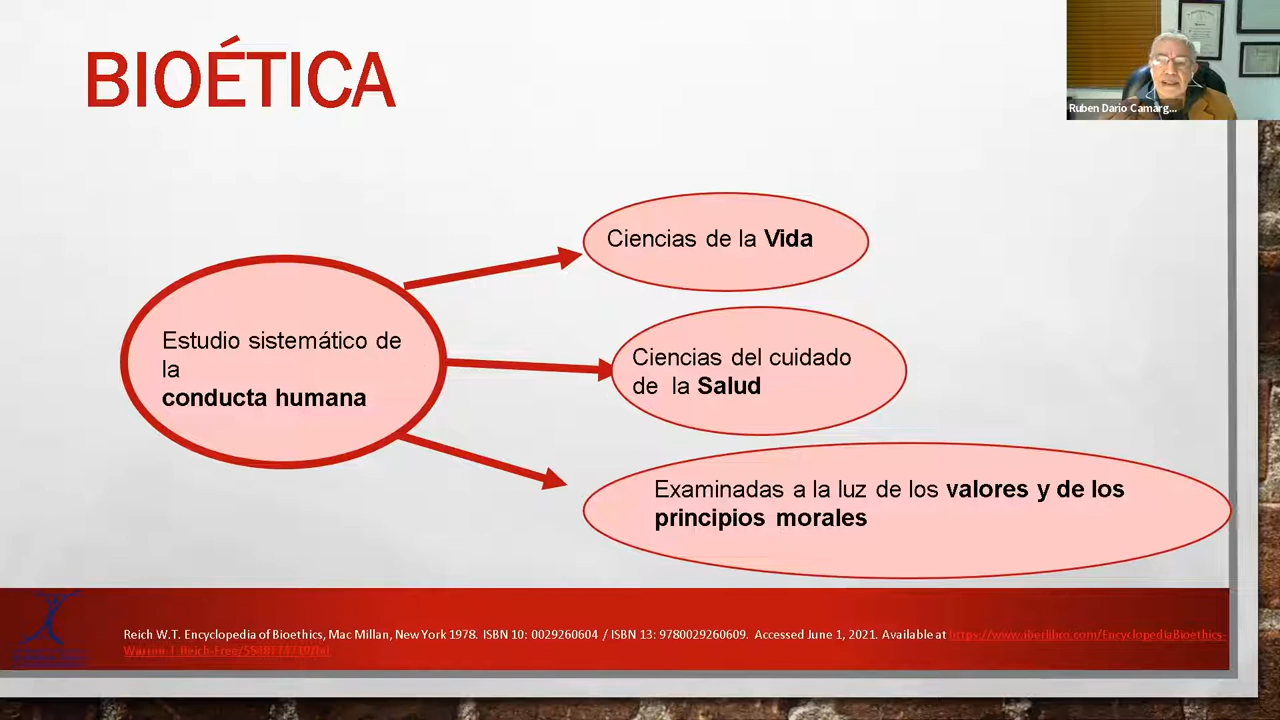 BIOÉTICA
Ruben Dario Camarg...
Ciencias de la Vida
Estudio sistemático de
la
conducta humana
Ciencias del cuidado
de la Salud
Examinadas a la luz de los valores y de los
principios morales
Reich W.T. Encyclopedia of Bioethics, Mac Millan, New York 1978. ISBN 10: 0029260604 / ISBN 13: 9780029260609. Accessed June 1, 2021. Available at https://www.iberlibro.com/EncyclopediaBioethics-